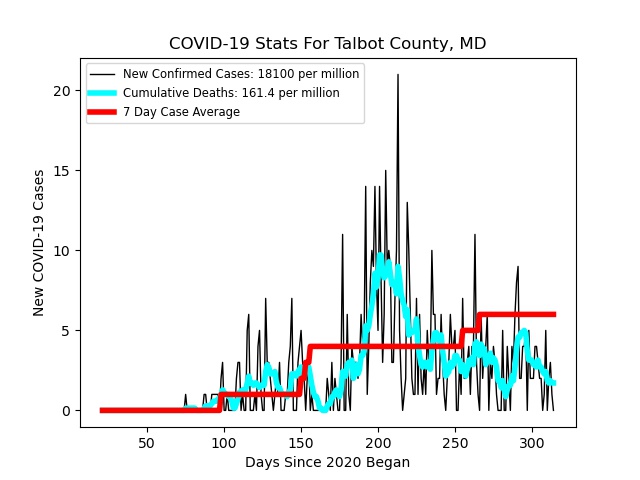 COVID-19 Stats For Talbot County, MD
New Confirmed Cases: 18100 per million
Cumulative Deaths: 161.4 per million
7 Day Case Average
New COVID-19 Cases
20
15
10
5
0
50 100 150 200 250 300
Days Since 2020 Began